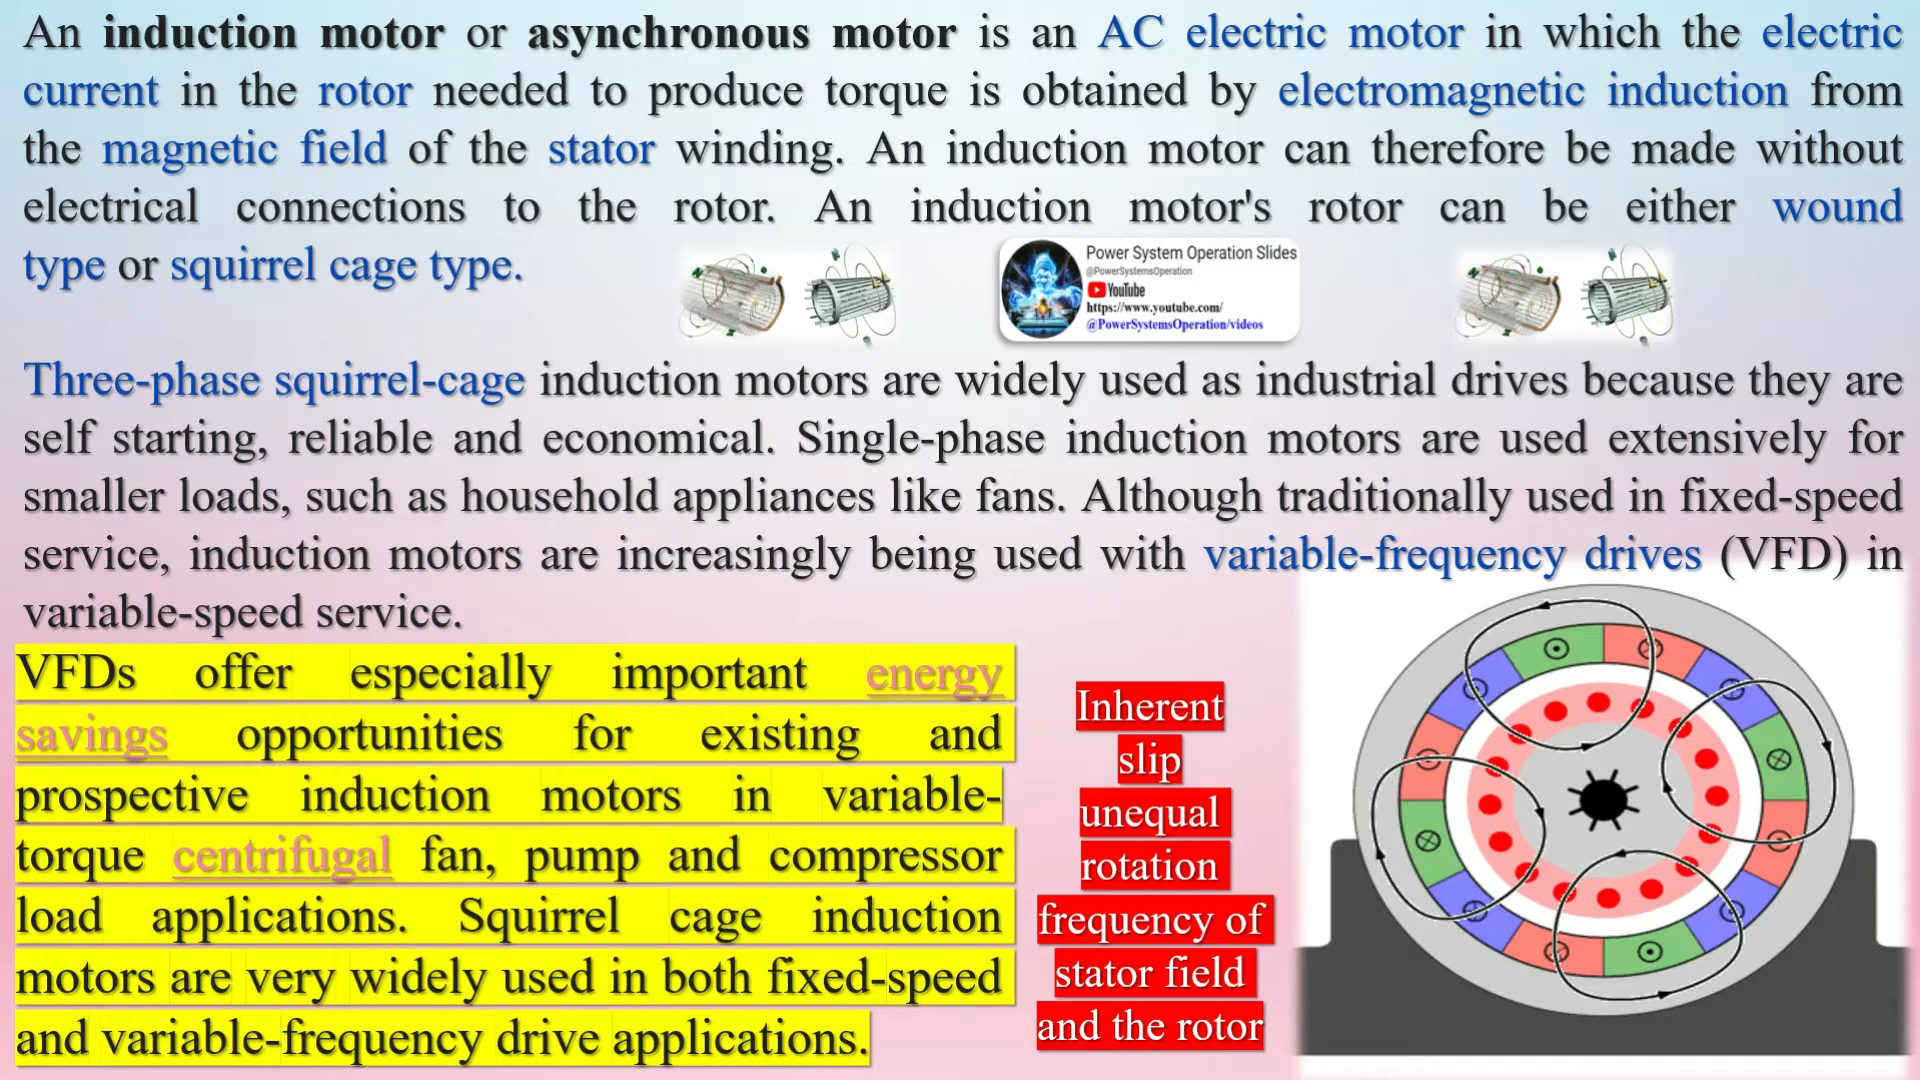 An induction motor or asynchronous motor is an AC electric motor in which the electric
current in the rotor needed to produce torque is obtained by electromagnetic induction from
the magnetic field of the stator winding. An induction motor can therefore be made without
electrical connections to the rotor. An induction motor's rotor can be either wound
type or squirrel cage type.
Power System Operation Slides
@PowerSystemsOperation
YouTube
https://www.youtube.com/
@PowerSystemsOperation/videos
Three-phase squirrel-cage induction motors are widely used as industrial drives because they are
self starting, reliable and economical. Single-phase induction motors are used extensively for
smaller loads, such as household appliances like fans. Although traditionally used in fixed-speed
service, induction motors are increasingly being used with variable-frequency drives (VFD) in
variable-speed service.
VFDs offer especially important energy
savings opportunities for existing and
prospective induction motors in variable-
torque centrifugal fan, pump and compressor
load applications. Squirrel cage induction
motors are very widely used in both fixed-speed
and variable-frequency drive applications.
Inherent
slip
unequal
rotation
frequency of
stator field
and the rotor